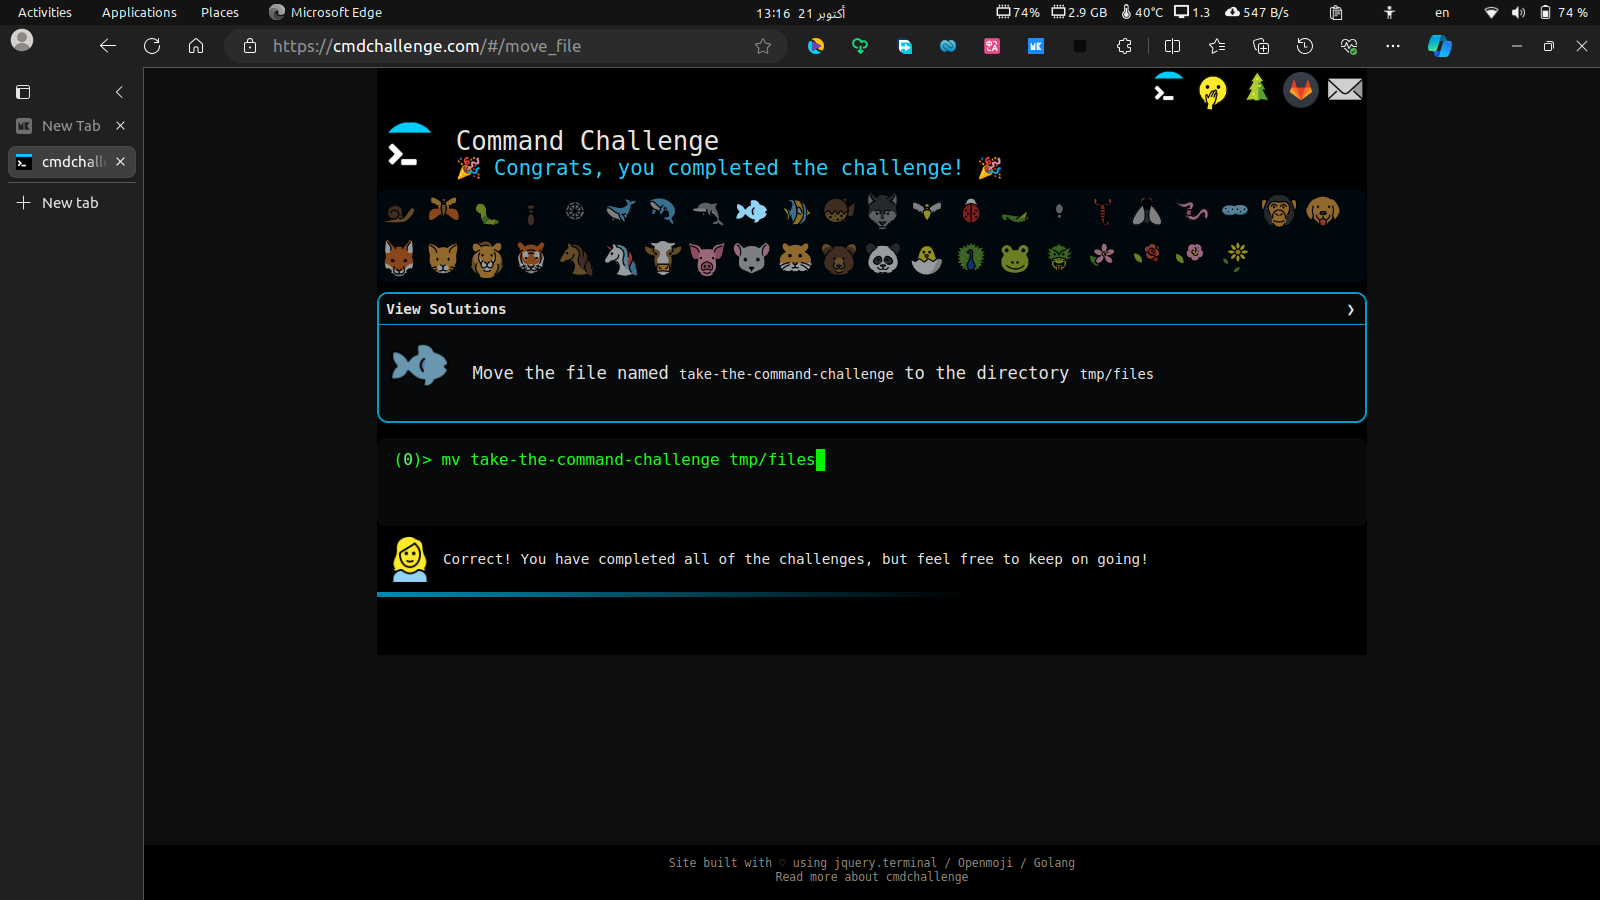 Activities Applications Places Microsoft Edge 13:16 21 أكتوبر 74% 2.9 GB 40°C 1.3 547 B/s en 74 %
https://cmdchallenge.com/#/move_file
New Tab
cmdchalle
New tab
Command Challenge
Congrats, you completed the challenge!
View Solutions
Move the file named take-the-command-challenge to the directory tmp/files
(0)> mv take-the-command-challenge tmp/files
Correct! You have completed all of the challenges, but feel free to keep on going!
Site built with ♡ using jquery.terminal / Openmoji / Golang
Read more about cmdchallenge